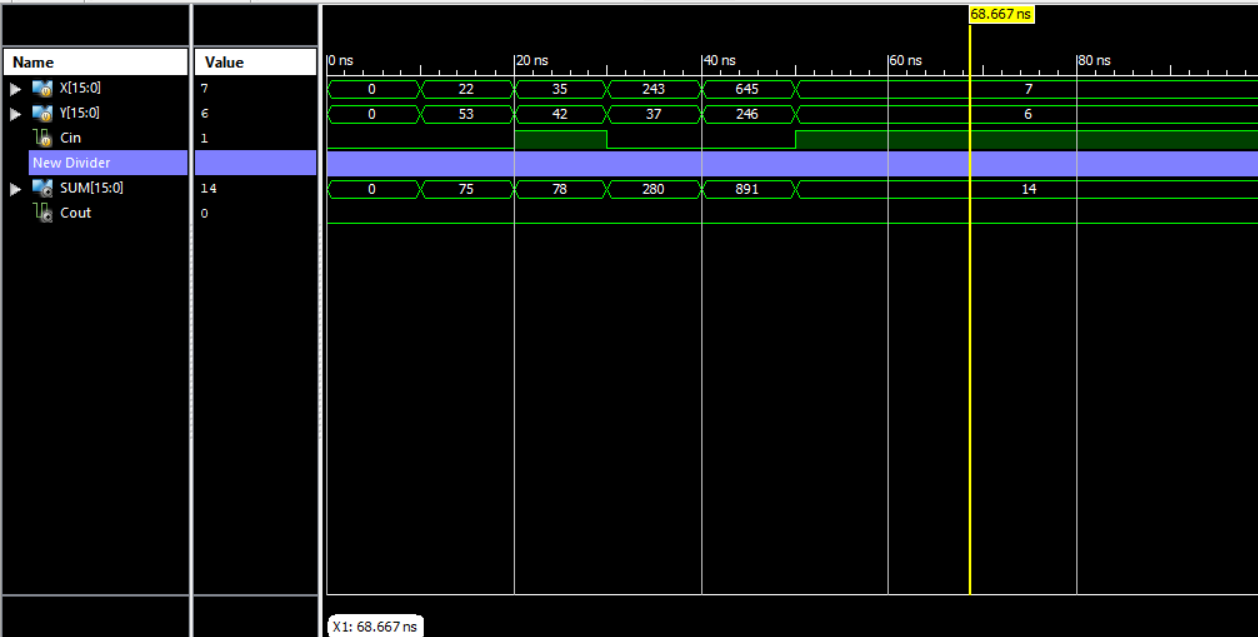 68.667 ns
Name Value 0 ns 20 ns 40 ns 60 ns 80 ns
X[15:0] 7 0 22 35 243 645 7
Y[15:0] 6 0 53 42 37 246 6
Cin 1
New Divider
SUM[15:0] 14 0 75 78 280 891 14
Cout 0
X1: 68.667 ns